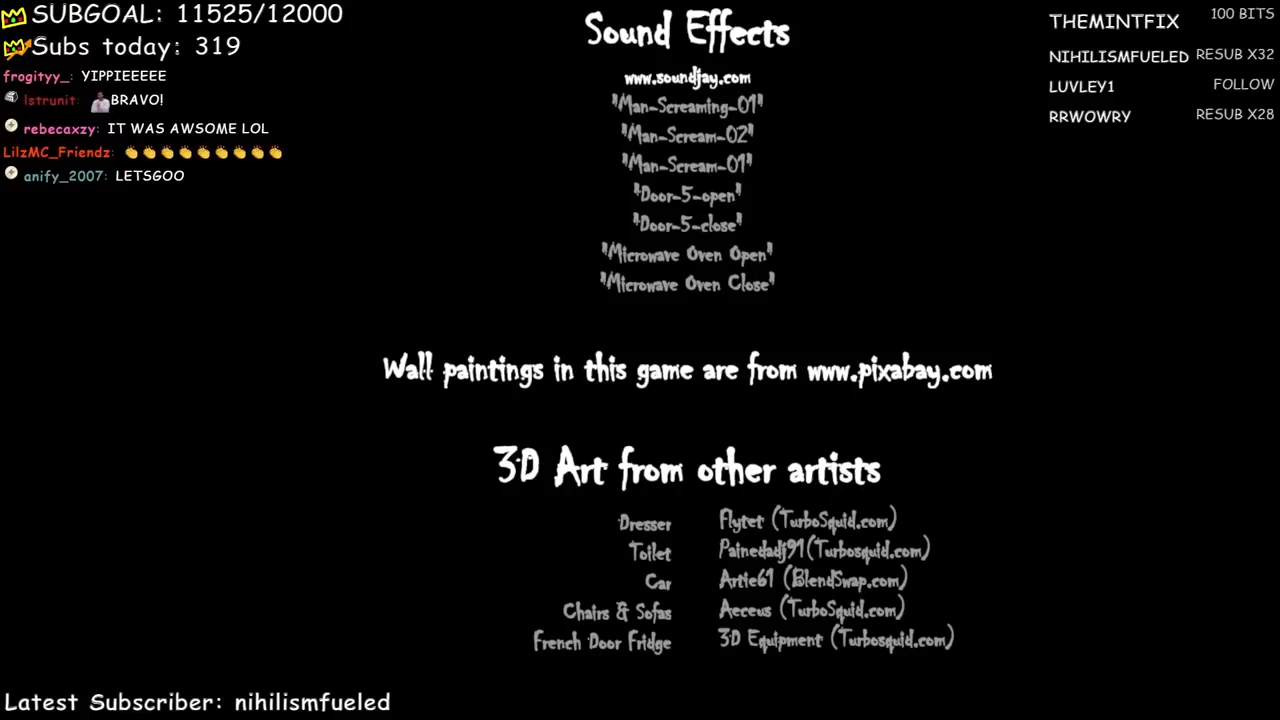 SUBGOAL: 11525/12000
Subs today: 319
frogityy_: YIPPIEEEEE
lstrunit: BRAVO!
rebecaxzy: IT WAS AWSOME LOL
LilzMC_Friendz: 👏👏👏👏👏👏👏👏👏
anify_2007: LETSGOO
THEMINTFIX 100 BITS
NIHILISMFUELED RESUB X32
LUVLEY1 FOLLOW
RRWOWRY RESUB X28
Sound Effects
www.soundjay.com
"Man-Screaming-01"
"Man-Scream-02"
"Man-Scream-01"
"Door-5-open"
"Door-5-close"
"Microwave Oven Open"
"Microwave Oven Close"
Wall paintings in this game are from www.pixabay.com
3D Art from other artists
Dresser Flytet (TurboSquid.com)
Toilet Painedadj91(Turbosquid.com)
Car Artie61 (BlendSwap.com)
Chairs & Sofas Aeceus (TurboSquid.com)
French Door Fridge 3D Equipment (Turbosquid.com)
Latest Subscriber: nihilismfueled